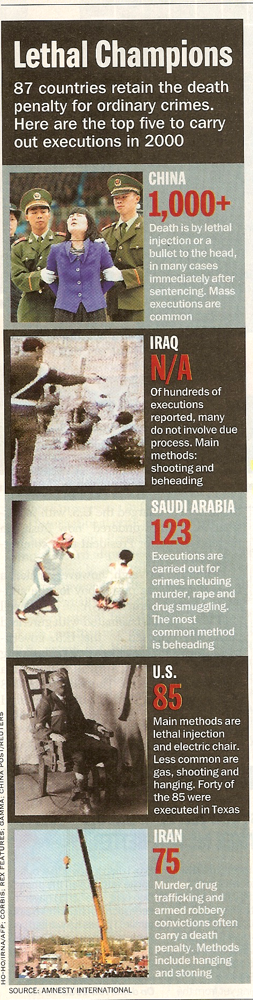 Lethal Champions
87 countries retain the death
penalty for ordinary crimes.
Here are the top five to carry
out executions in 2000
CHINA
1,000+
Death is by lethal
injection or a
bullet to the head,
in many cases
immediately after
sentencing. Mass
executions are
common
IRAQ
N/A
Of hundreds of
executions
reported, many
do not involve due
process. Main
methods:
shooting and
beheading
SAUDI ARABIA
123
Executions are
carried out for
crimes including
murder, rape and
drug smuggling.
The most
common method
is beheading
U.S.
85
Main methods are
lethal injection
and electric chair.
Less common are
gas, shooting and
hanging. Forty of
the 85 were
executed in Texas
IRAN
75
Murder, drug
trafficking and
armed robbery
convictions often
carry a death
penalty. Methods
include hanging
and stoning
HO-HO/IRNA/AFP; CORBIS; REX FEATURES; GAMMA; CHINA POST/REUTERS
SOURCE: AMNESTY INTERNATIONAL